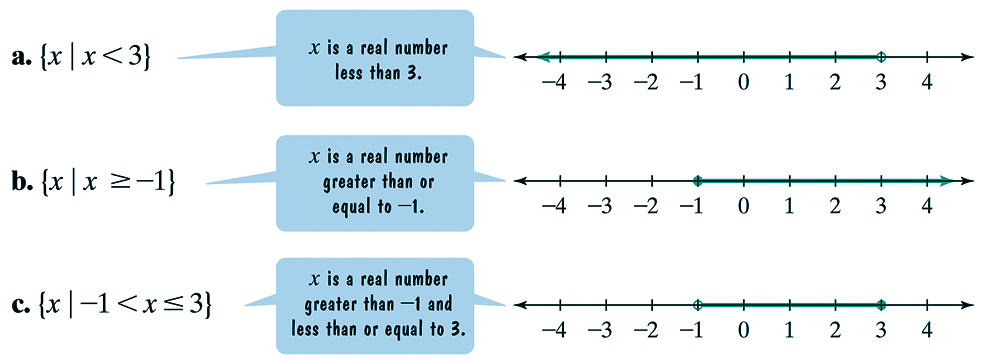 a. {x | x < 3}
x is a real number
less than 3.
−4 −3 −2 −1 0 1 2 3 4
b. {x | x ≥ −1}
x is a real number
greater than or
equal to −1.
−4 −3 −2 −1 0 1 2 3 4
c. {x | −1 < x ≤ 3}
x is a real number
greater than −1 and
less than or equal to 3.
−4 −3 −2 −1 0 1 2 3 4